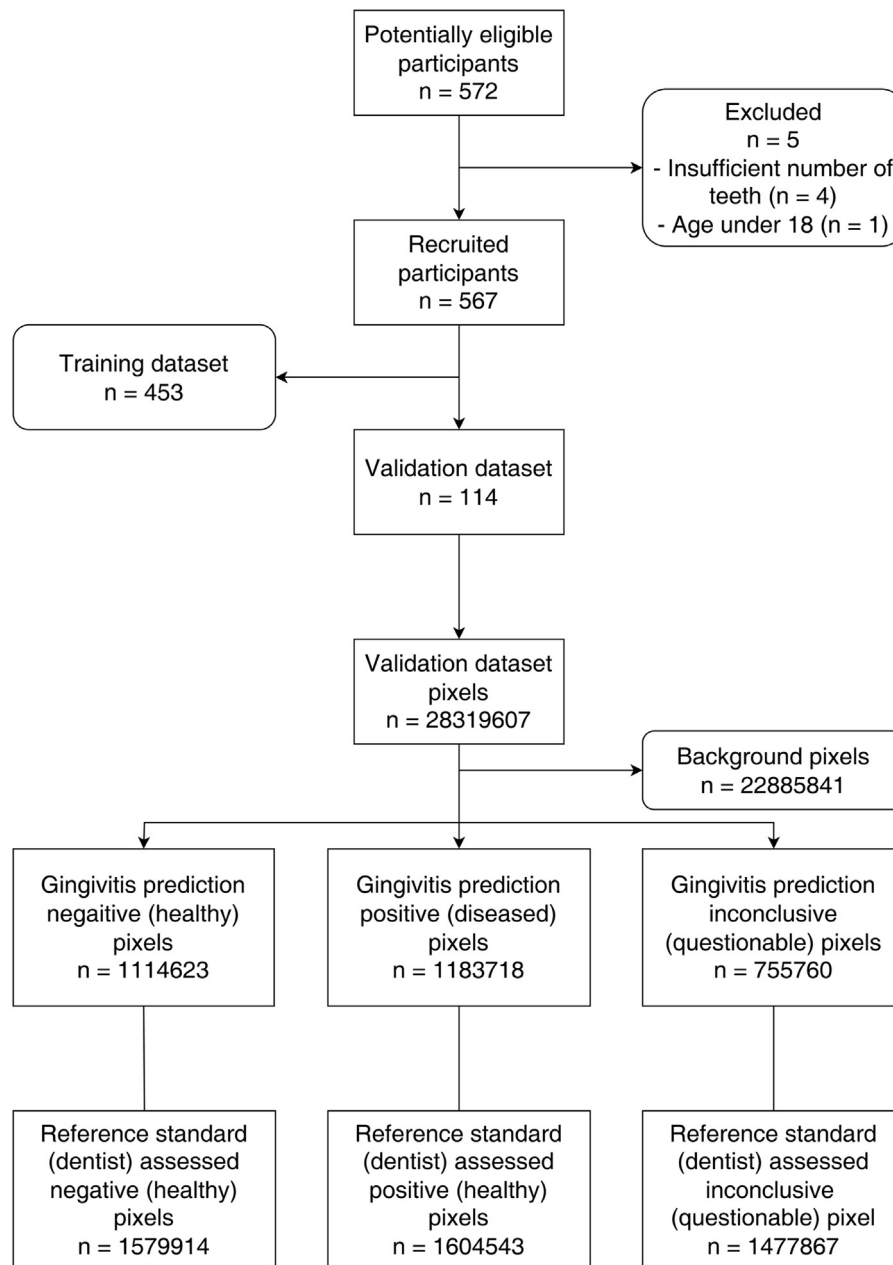 Potentially eligible
participants
n = 572
Excluded
n = 5
- Insufficient number of
teeth (n = 4)
- Age under 18 (n = 1)
Recruited
participants
n = 567
Training dataset
n = 453
Validation dataset
n = 114
Validation dataset
pixels
n = 28319607
Background pixels
n = 22885841
Gingivitis prediction
negaitive (healthy)
pixels
n = 1114623
Gingivitis prediction
positive (diseased)
pixels
n = 1183718
Gingivitis prediction
inconclusive
(questionable) pixels
n = 755760
Reference standard
(dentist) assessed
negative (healthy)
pixels
n = 1579914
Reference standard
(dentist) assessed
positive (healthy)
pixels
n = 1604543
Reference standard
(dentist) assessed
inconclusive
(questionable) pixel
n = 1477867